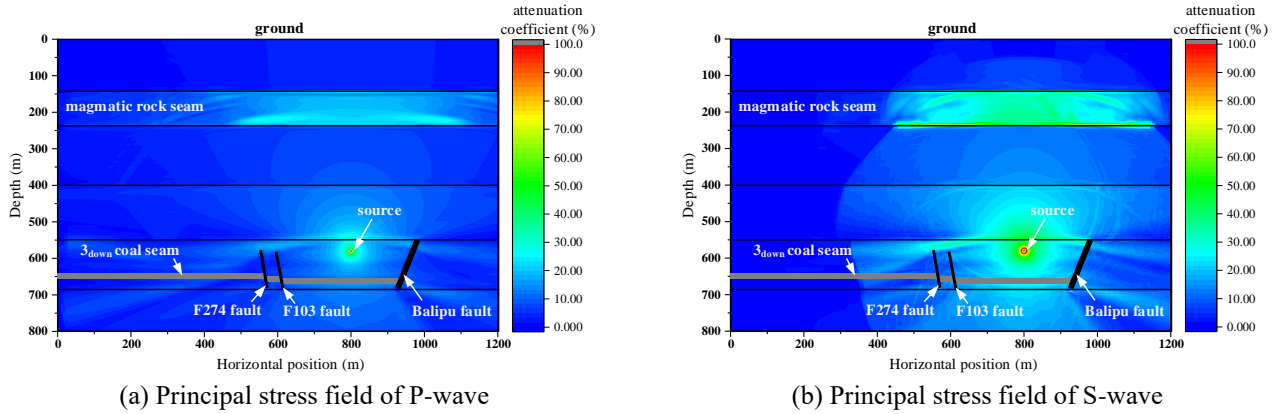 ground
attenuation
coefficient (%)
0
100
200
300
400
500
600
700
800
Depth (m)
magmatic rock seam
source
3down coal seam
F274 fault
F103 fault
Balipu fault
0
200
400
600
800
1000
1200
Horizontal position (m)
100.0
90.00
80.00
70.00
60.00
50.00
40.00
30.00
20.00
10.00
0.000
(a) Principal stress field of P-wave
ground
attenuation
coefficient (%)
0
100
200
300
400
500
600
700
800
Depth (m)
magmatic rock seam
source
3down coal seam
F274 fault
F103 fault
Balipu fault
0
200
400
600
800
1000
1200
Horizontal position (m)
100.0
90.00
80.00
70.00
60.00
50.00
40.00
30.00
20.00
10.00
0.000
(b) Principal stress field of S-wave